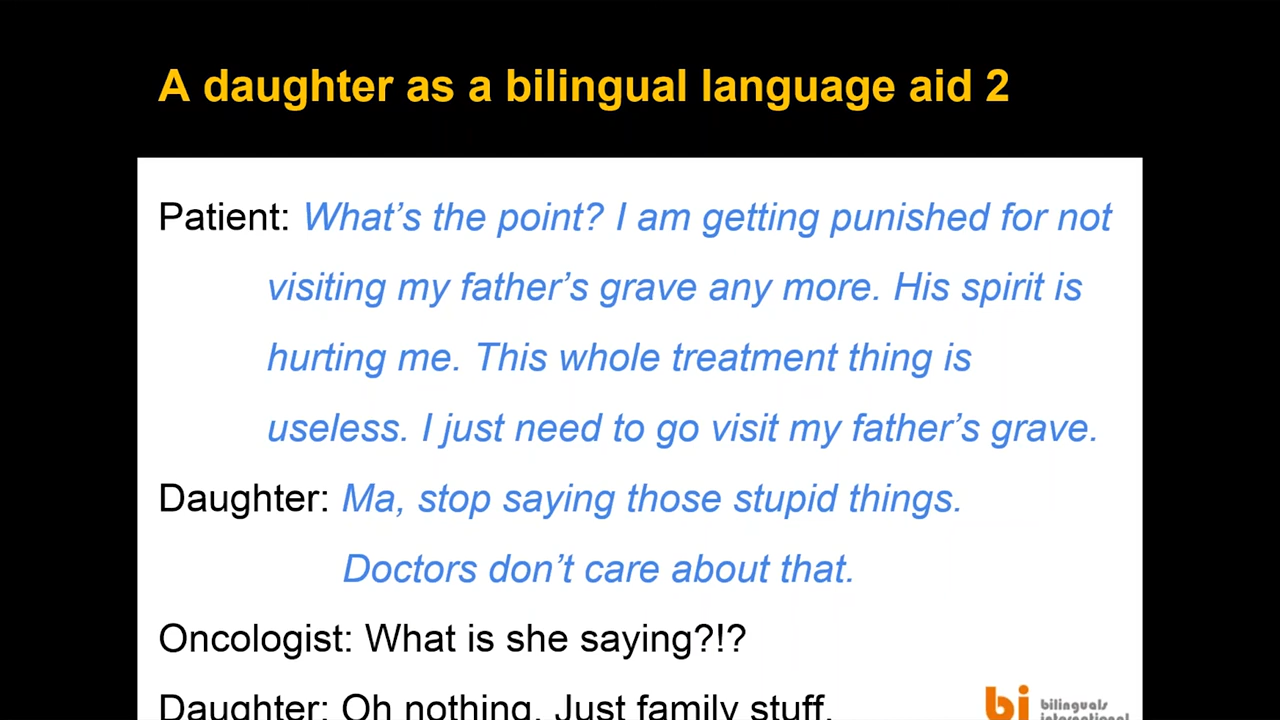 A daughter as a bilingual language aid 2
Patient: What's the point? I am getting punished for not
visiting my father's grave any more. His spirit is
hurting me. This whole treatment thing is
useless. I just need to go visit my father's grave.
Daughter: Ma, stop saying those stupid things.
Doctors don't care about that.
Oncologist: What is she saying?!?
Daughter: Oh nothing. Just family stuff.
bi bilinguals
international